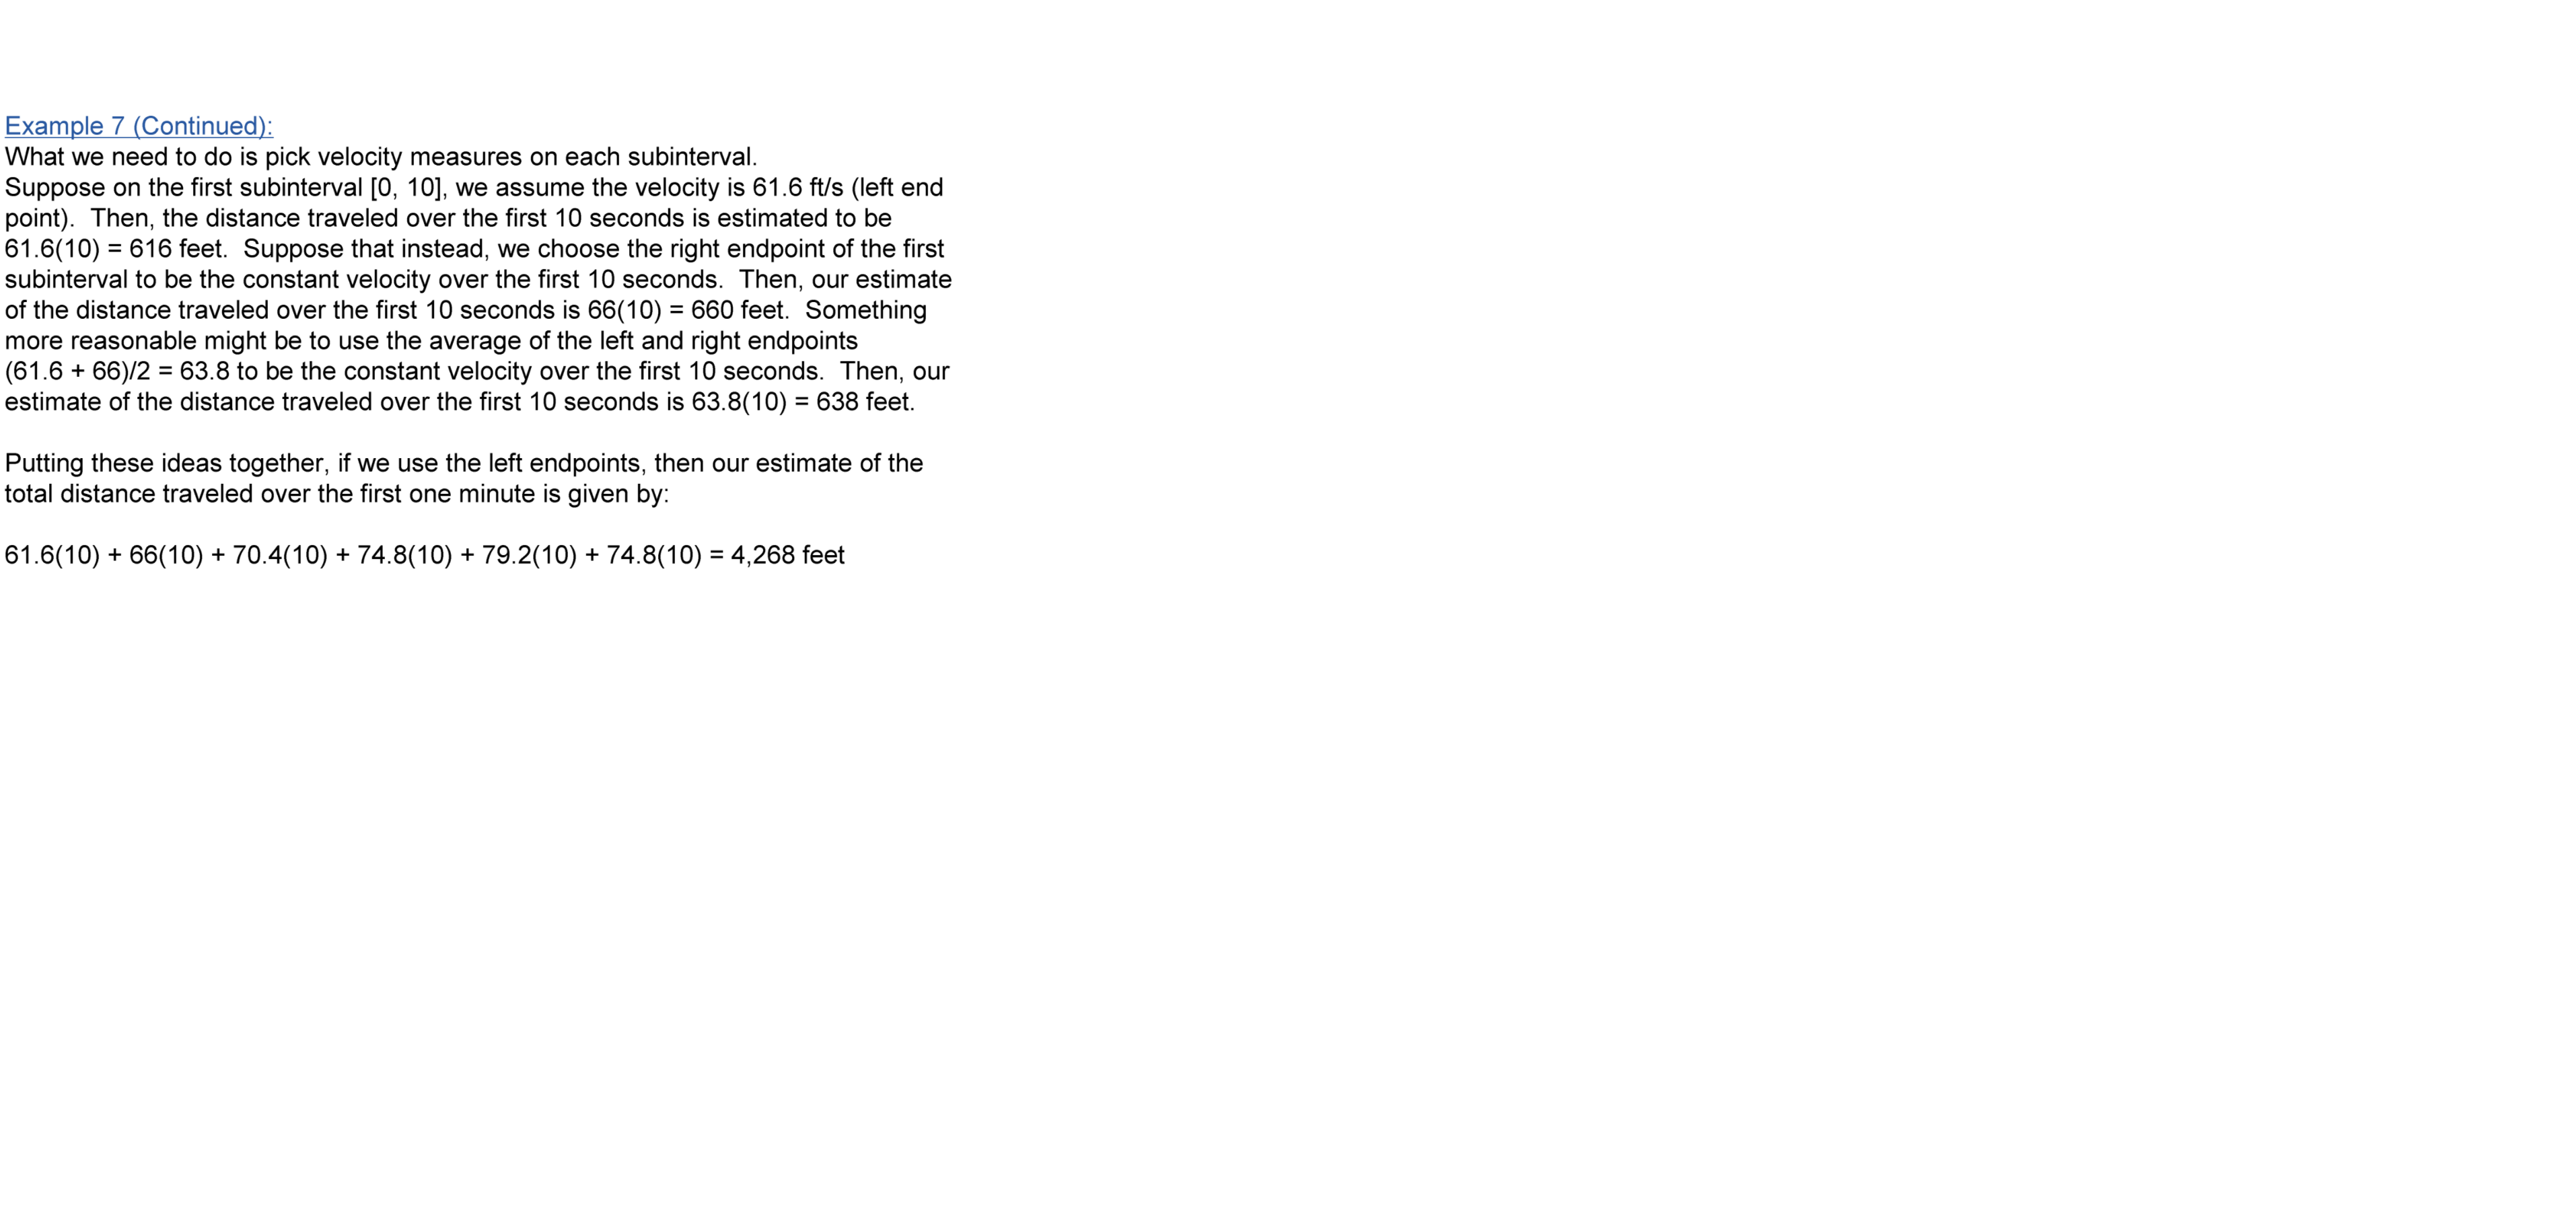 Example 7 (Continued):
What we need to do is pick velocity measures on each subinterval.
Suppose on the first subinterval [0, 10], we assume the velocity is 61.6 ft/s (left end
point).  Then, the distance traveled over the first 10 seconds is estimated to be
61.6(10) = 616 feet.  Suppose that instead, we choose the right endpoint of the first
subinterval to be the constant velocity over the first 10 seconds.  Then, our estimate
of the distance traveled over the first 10 seconds is 66(10) = 660 feet.  Something
more reasonable might be to use the average of the left and right endpoints
(61.6 + 66)/2 = 63.8 to be the constant velocity over the first 10 seconds.  Then, our
estimate of the distance traveled over the first 10 seconds is 63.8(10) = 638 feet.
Putting these ideas together, if we use the left endpoints, then our estimate of the
total distance traveled over the first one minute is given by:
61.6(10) + 66(10) + 70.4(10) + 74.8(10) + 79.2(10) + 74.8(10) = 4,268 feet